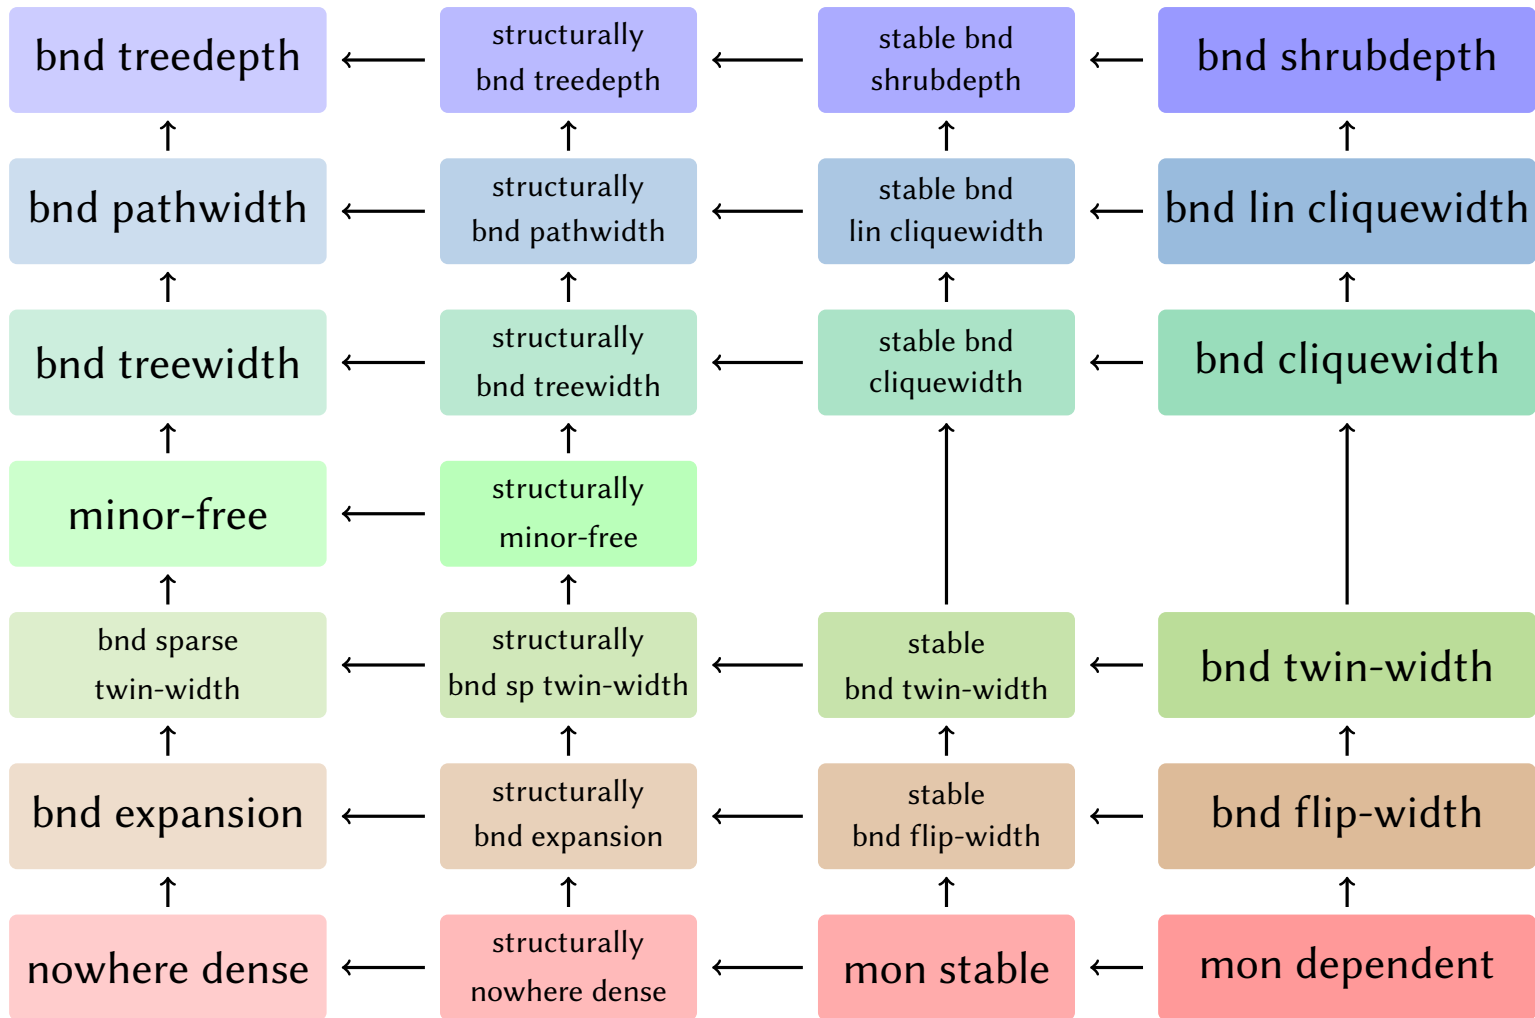 bnd treedepth
structurally
bnd treedepth
stable bnd
shrubdepth
bnd shrubdepth
bnd pathwidth
structurally
bnd pathwidth
stable bnd
lin cliquewidth
bnd lin cliquewidth
bnd treewidth
structurally
bnd treewidth
stable bnd
cliquewidth
bnd cliquewidth
minor-free
structurally
minor-free
bnd sparse
twin-width
structurally
bnd sp twin-width
stable
bnd twin-width
bnd twin-width
bnd expansion
structurally
bnd expansion
stable
bnd flip-width
bnd flip-width
nowhere dense
structurally
nowhere dense
mon stable
mon dependent